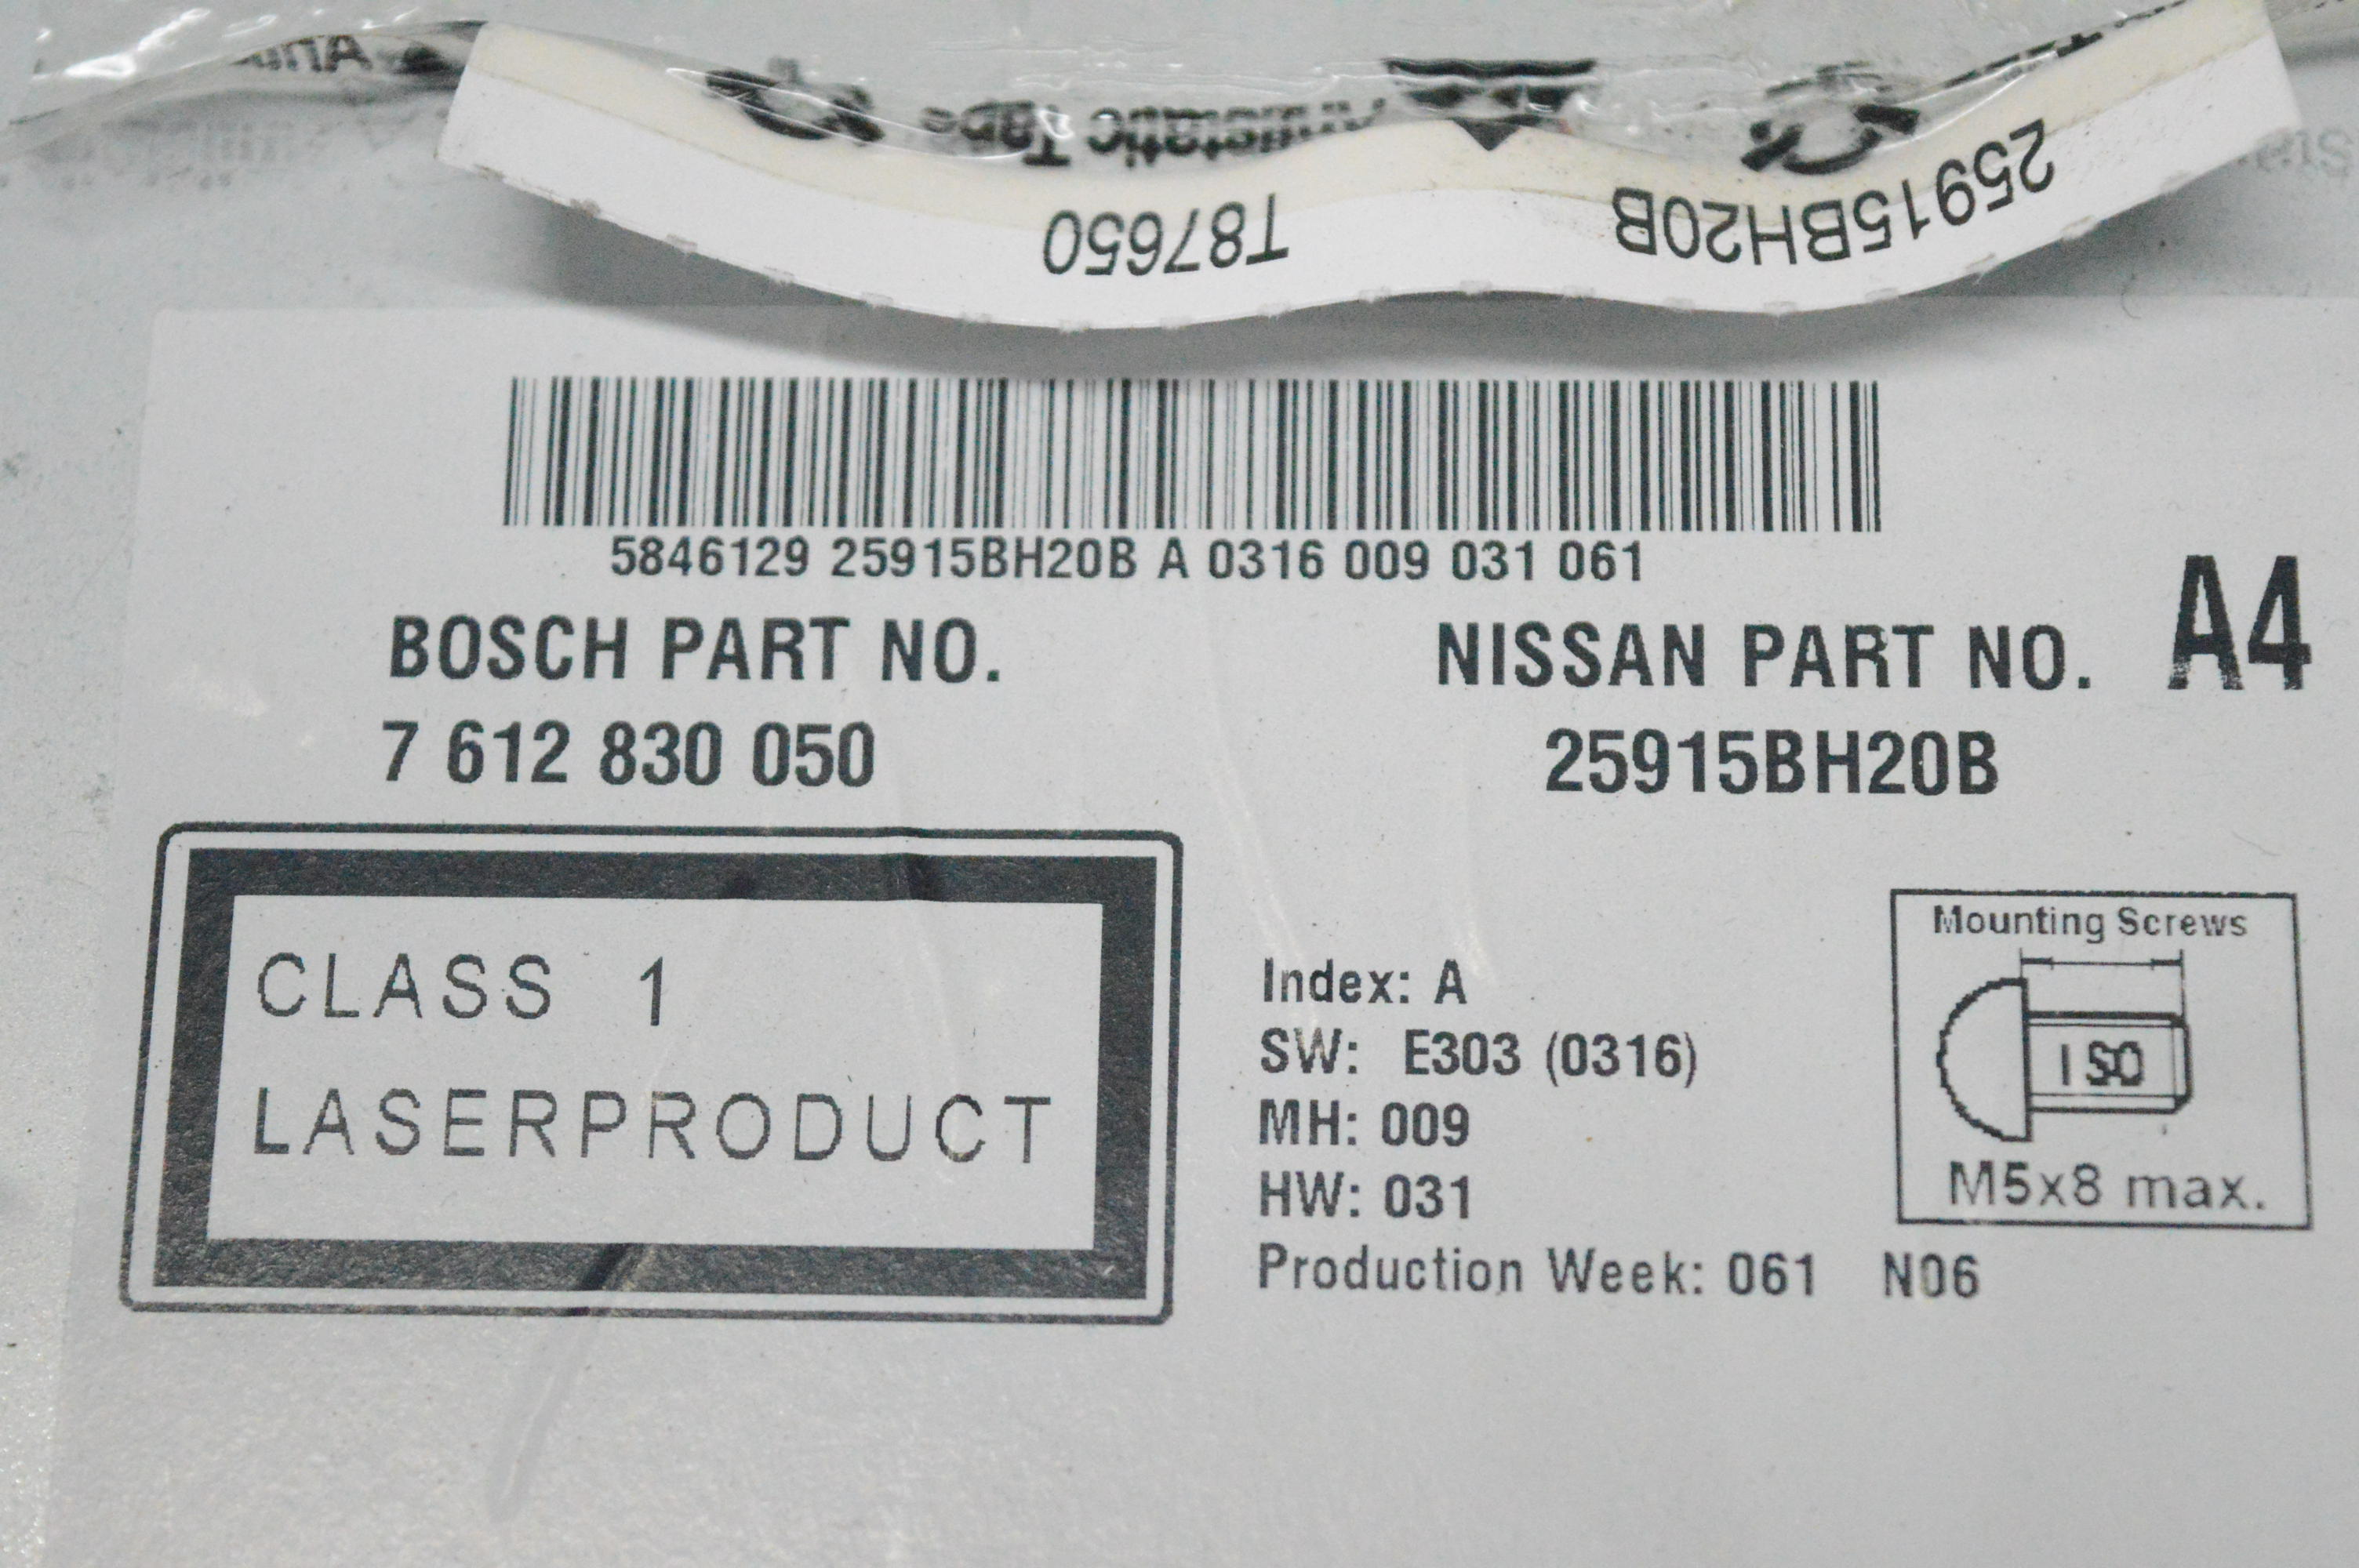 Antistatic Tape
T87650
25915BH20B
5846129 25915BH20B A 0316 009 031 061
BOSCH PART NO.
7 612 830 050
NISSAN PART NO.
25915BH20B
A4
CLASS 1
LASERPRODUCT
Index: A
SW: E303 (0316)
MH: 009
HW: 031
Production Week: 061 N06
Mounting Screws
ISO
M5x8 max.